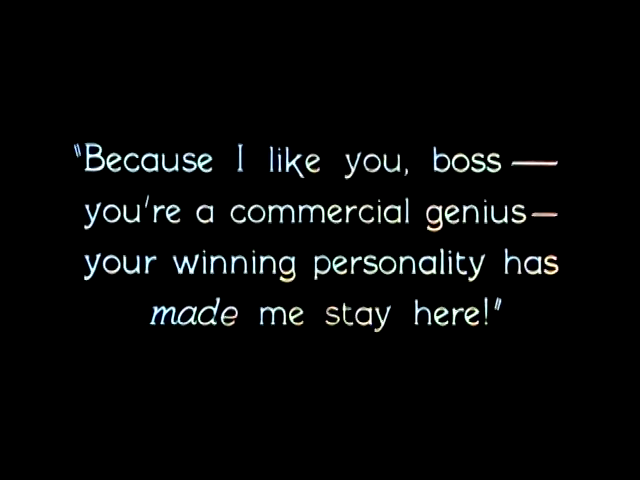 "Because I like you, boss —
you're a commercial genius —
your winning personality has
made me stay here!"